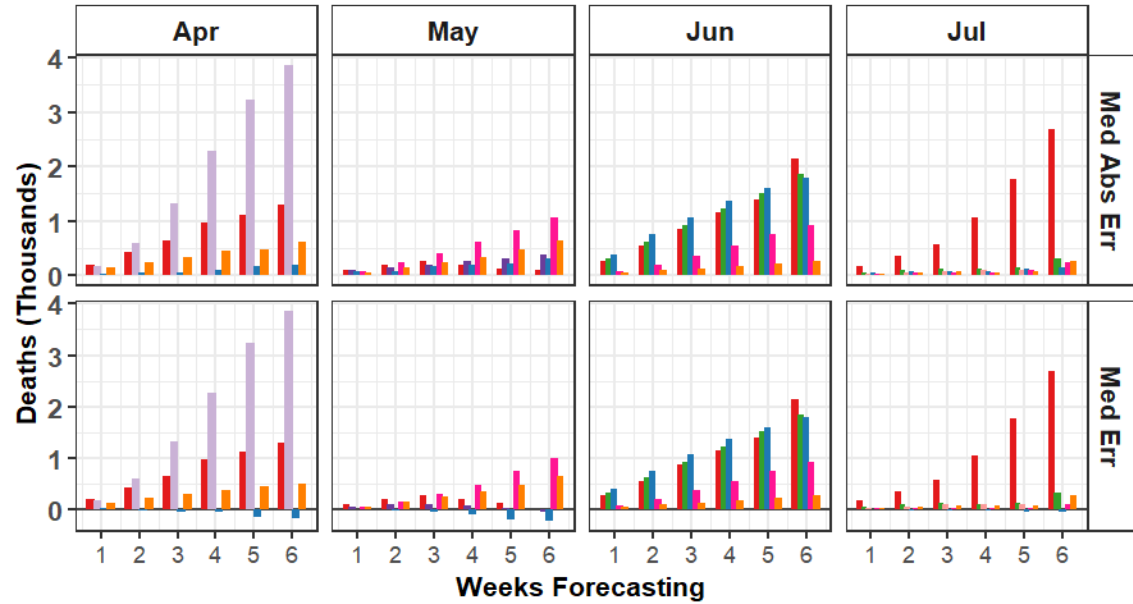 Apr May Jun Jul
4
3
2
1
0
Med Abs Err
4
3
2
1
0
Med Err
Deaths (Thousands)
1 2 3 4 5 6 1 2 3 4 5 6 1 2 3 4 5 6 1 2 3 4 5 6
Weeks Forecasting